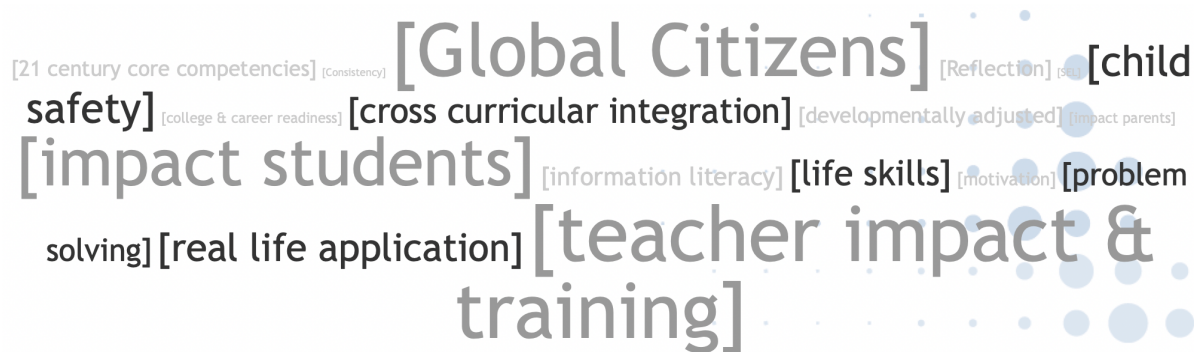 [21 century core competencies] [Consistency] [Global Citizens] [Reflection] [SEL] [child
safety] [college & career readiness] [cross curricular integration] [developmentally adjusted] [impact parents]
[impact students] [information literacy] [life skills] [motivation] [problem
solving] [real life application] [teacher impact &
training]